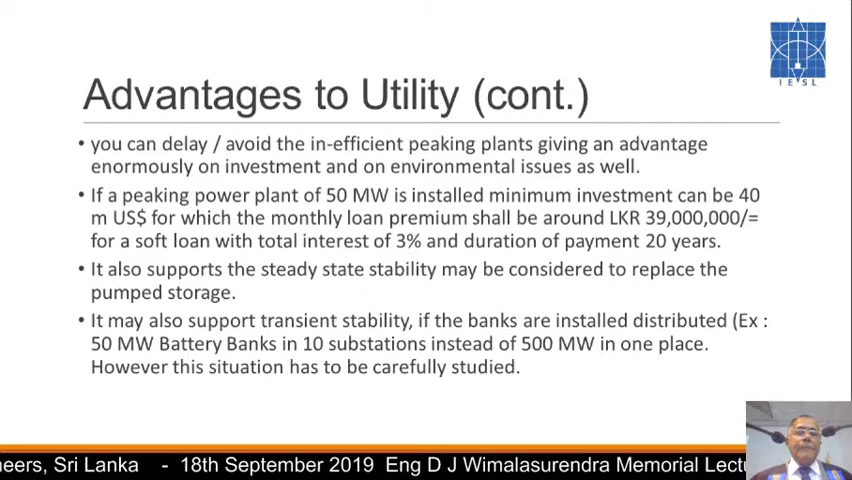 IESL
Advantages to Utility (cont.)
• you can delay / avoid the in-efficient peaking plants giving an advantage
enormously on investment and on environmental issues as well.
• If a peaking power plant of 50 MW is installed minimum investment can be 40
m US$ for which the monthly loan premium shall be around LKR 39,000,000/=
for a soft loan with total interest of 3% and duration of payment 20 years.
• It also supports the steady state stability may be considered to replace the
pumped storage.
• It may also support transient stability, if the banks are installed distributed (Ex :
50 MW Battery Banks in 10 substations instead of 500 MW in one place.
However this situation has to be carefully studied.
neers, Sri Lanka - 18th September 2019 Eng D J Wimalasurendra Memorial Lectu